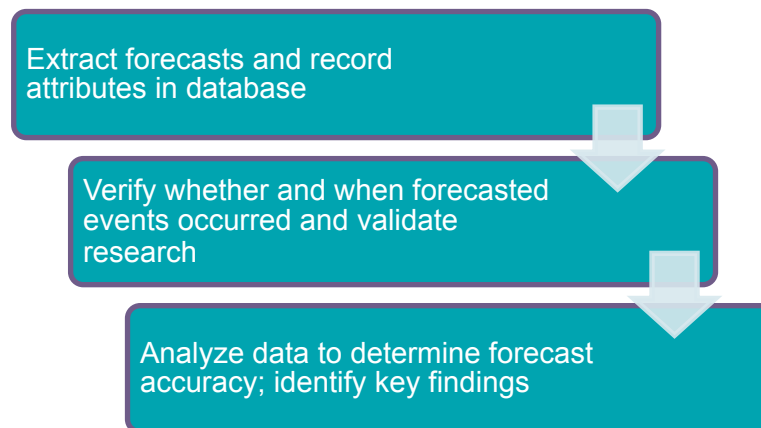 Extract forecasts and record
attributes in database
Verify whether and when forecasted
events occurred and validate
research
Analyze data to determine forecast
accuracy; identify key findings